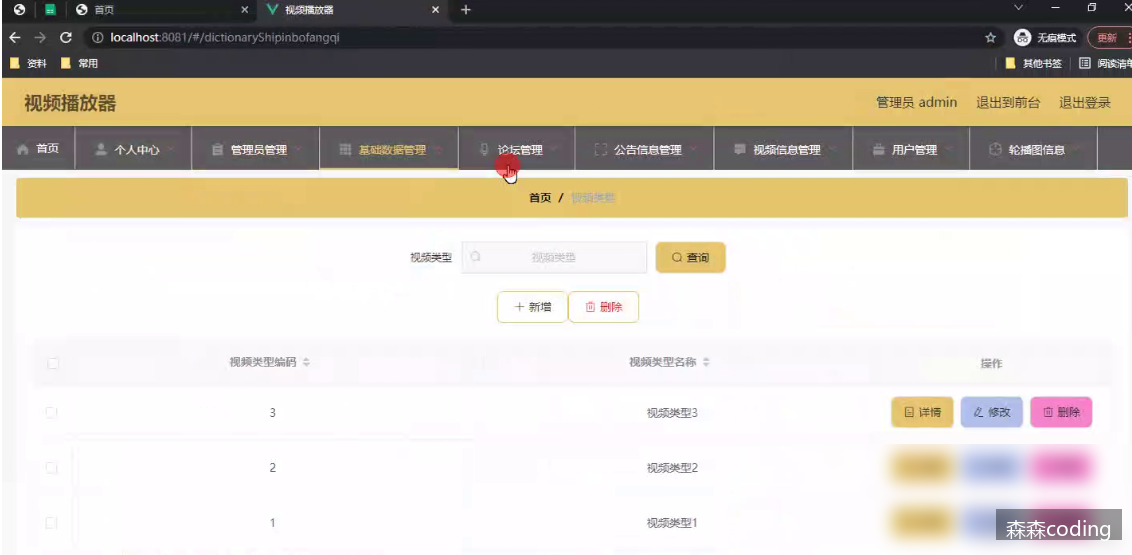 首页
视频播放器
localhost:8081/#/dictionaryShipinbofangqi
无痕模式
更新
资料
常用
其他书签
阅读清单
视频播放器
管理员 admin
退出到前台
退出登录
首页
个人中心
管理员管理
基础数据管理
论坛管理
公告信息管理
视频信息管理
用户管理
轮播图信息
首页 / 视频类型
视频类型
视频类型
查询
新增
删除
视频类型编码
视频类型名称
操作
3
视频类型3
详情
修改
删除
2
视频类型2
1
视频类型1
森森coding